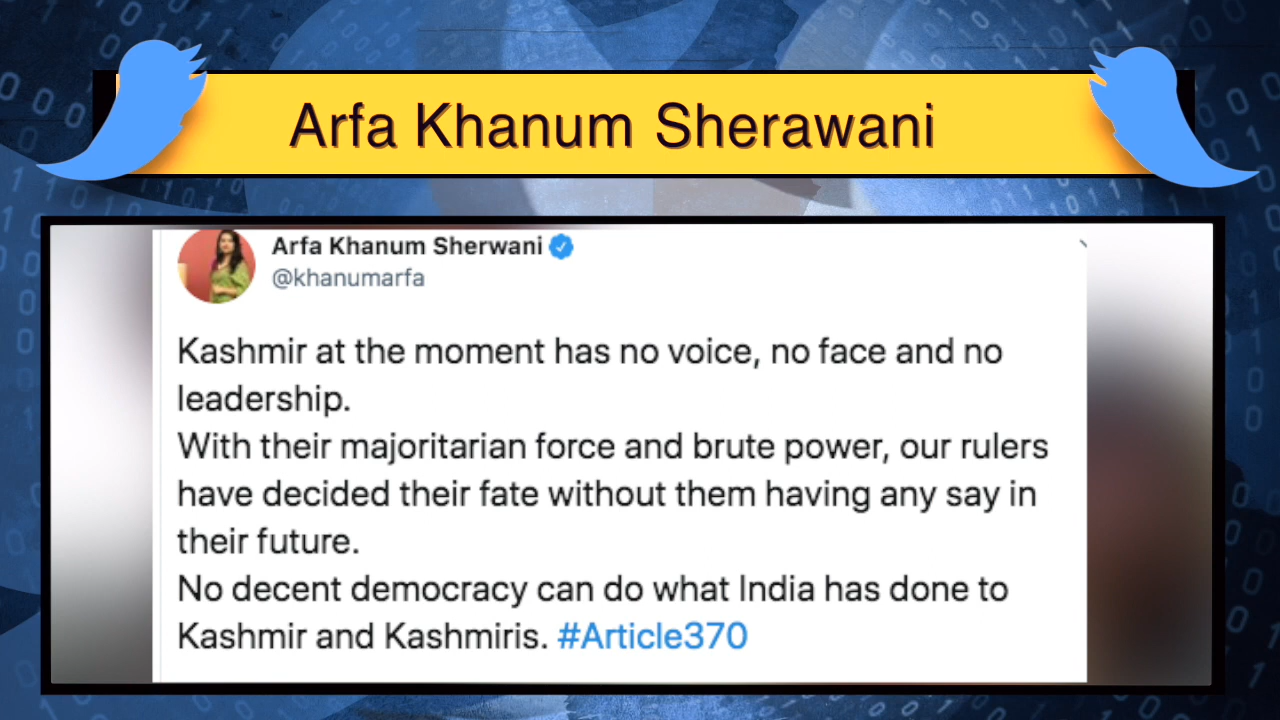 Arfa Khanum Sherawani
Arfa Khanum Sherwani
@khanumarfa
Kashmir at the moment has no voice, no face and no
leadership.
With their majoritarian force and brute power, our rulers
have decided their fate without them having any say in
their future.
No decent democracy can do what India has done to
Kashmir and Kashmiris. #Article370